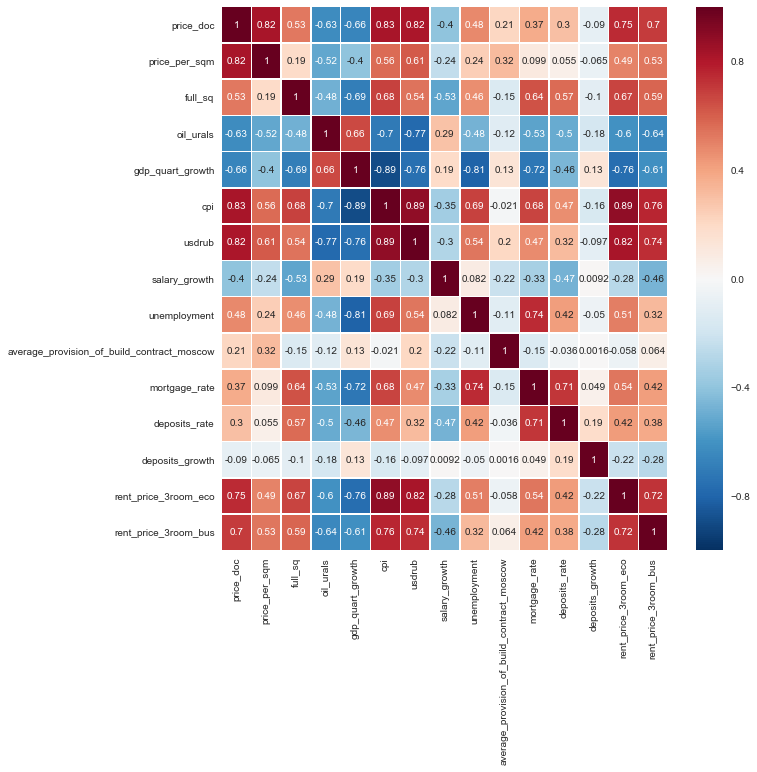 price_doc 1 0.82 0.53 -0.63 -0.66 0.83 0.82 -0.4 0.48 0.21 0.37 0.3 -0.09 0.75 0.7
price_per_sqm 0.82 1 0.19 -0.52 -0.4 0.56 0.61 -0.24 0.24 0.32 0.099 0.055 -0.065 0.49 0.53
full_sq 0.53 0.19 1 -0.48 -0.69 0.68 0.54 -0.53 0.46 -0.15 0.64 0.57 -0.1 0.67 0.59
oil_urals -0.63 -0.52 -0.48 1 0.66 -0.7 -0.77 0.29 -0.48 -0.12 -0.53 -0.5 -0.18 -0.6 -0.64
gdp_quart_growth -0.66 -0.4 -0.69 0.66 1 -0.89 -0.76 0.19 -0.81 0.13 -0.72 -0.46 0.13 -0.76 -0.61
cpi 0.83 0.56 0.68 -0.7 -0.89 1 0.89 -0.35 0.69 -0.021 0.68 0.47 -0.16 0.89 0.76
usdrub 0.82 0.61 0.54 -0.77 -0.76 0.89 1 -0.3 0.54 0.2 0.47 0.32 -0.097 0.82 0.74
salary_growth -0.4 -0.24 -0.53 0.29 0.19 -0.35 -0.3 1 0.082 -0.22 -0.33 -0.47 0.0092 -0.28 -0.46
unemployment 0.48 0.24 0.46 -0.48 -0.81 0.69 0.54 0.082 1 -0.11 0.74 0.42 -0.05 0.51 0.32
average_provision_of_build_contract_moscow 0.21 0.32 -0.15 -0.12 0.13 -0.021 0.2 -0.22 -0.11 1 -0.15 -0.036 0.0016 -0.058 0.064
mortgage_rate 0.37 0.099 0.64 -0.53 -0.72 0.68 0.47 -0.33 0.74 -0.15 1 0.71 0.049 0.54 0.42
deposits_rate 0.3 0.055 0.57 -0.5 -0.46 0.47 0.32 -0.47 0.42 -0.036 0.71 1 0.19 0.42 0.38
deposits_growth -0.09 -0.065 -0.1 -0.18 0.13 -0.16 -0.097 0.0092 -0.05 0.0016 0.049 0.19 1 -0.22 -0.28
rent_price_3room_eco 0.75 0.49 0.67 -0.6 -0.76 0.89 0.82 -0.28 0.51 -0.058 0.54 0.42 -0.22 1 0.72
rent_price_3room_bus 0.7 0.53 0.59 -0.64 -0.61 0.76 0.74 -0.46 0.32 0.064 0.42 0.38 -0.28 0.72 1
price_doc
price_per_sqm
full_sq
oil_urals
gdp_quart_growth
cpi
usdrub
salary_growth
unemployment
average_provision_of_build_contract_moscow
mortgage_rate
deposits_rate
deposits_growth
rent_price_3room_eco
rent_price_3room_bus
0.8
0.4
0.0
-0.4
-0.8